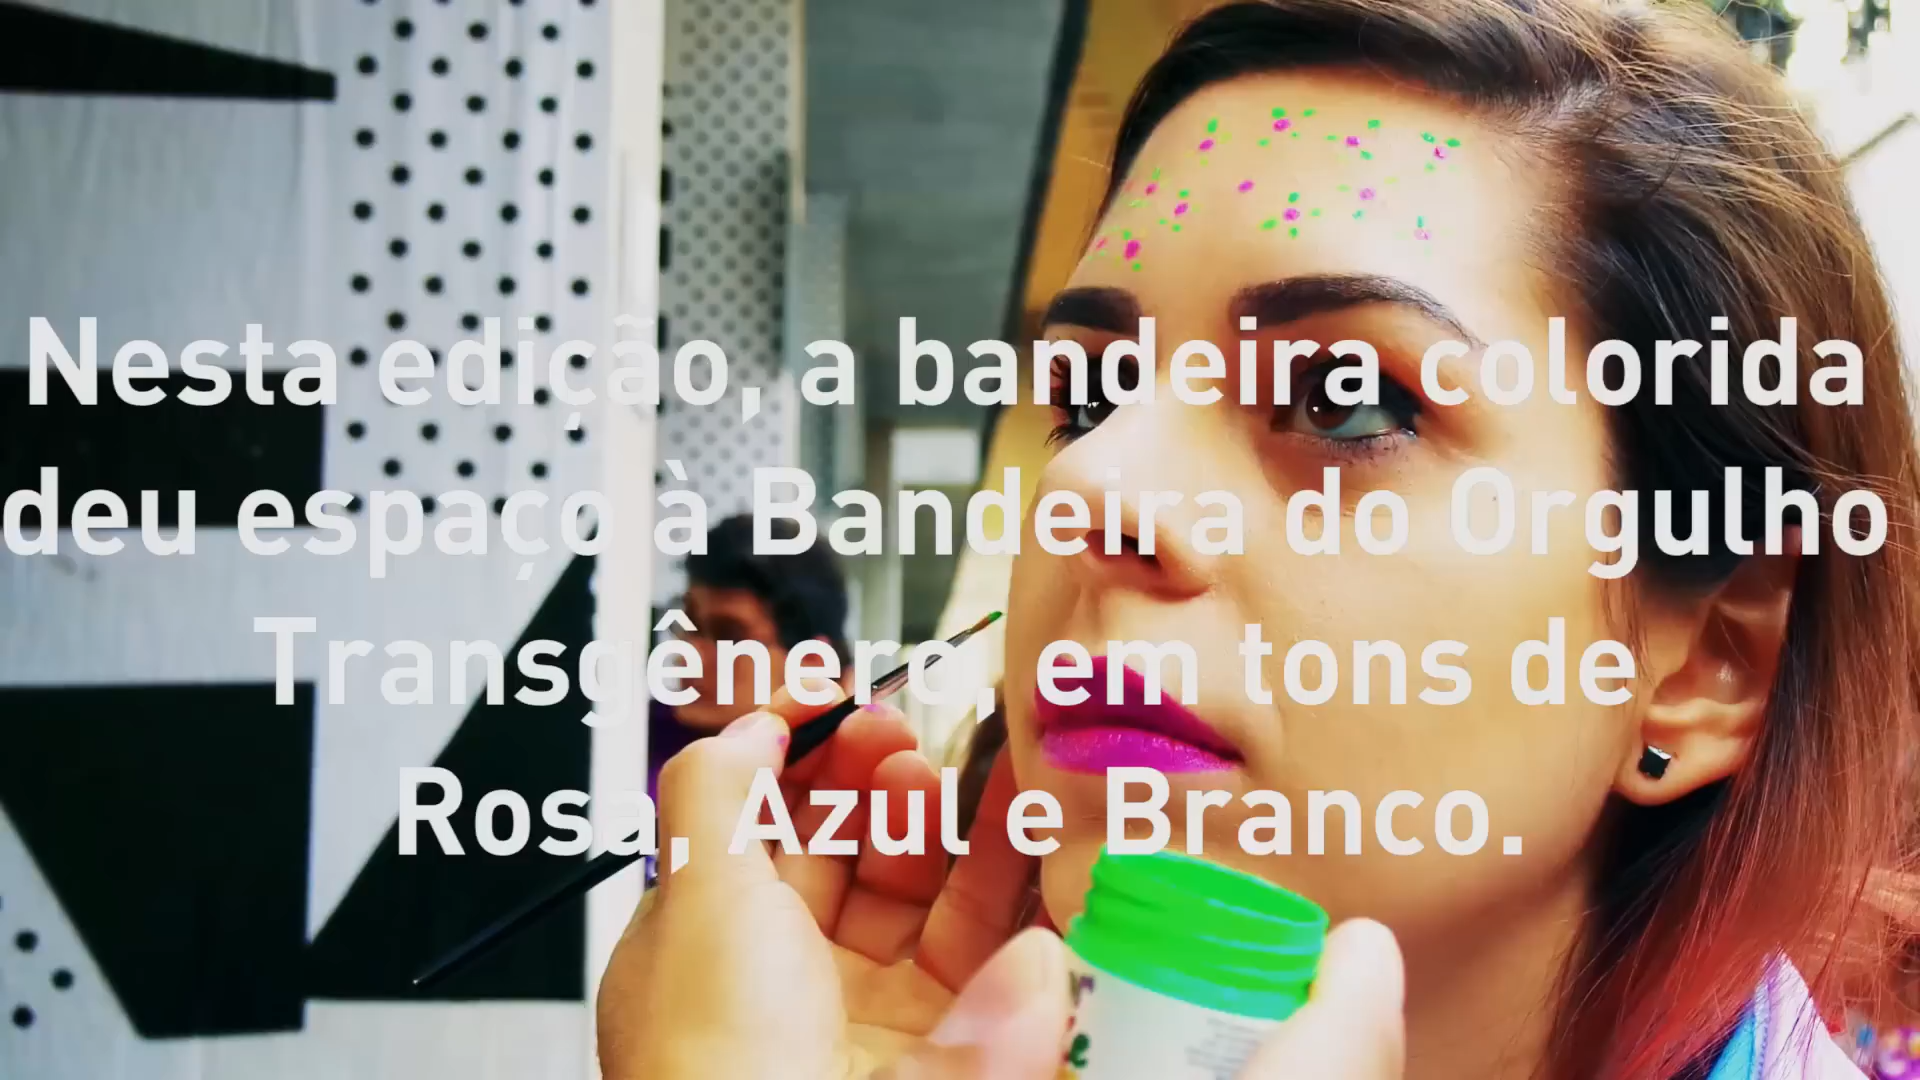 Nesta edição, a bandeira colorida
deu espaço à Bandeira do Orgulho
Transgênero, em tons de
Rosa, Azul e Branco.